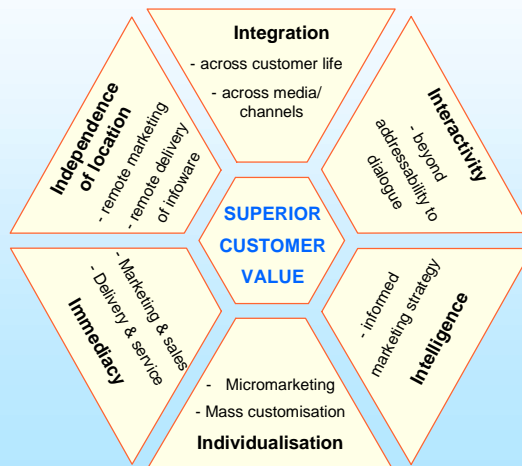 Integration
- across customer life
- across media/
channels
Interactivity
- beyond
addressability to
dialogue
Intelligence
- informed
marketing strategy
- Micromarketing
- Mass customisation
Individualisation
- Marketing & sales
- Delivery & service
Immediacy
Independence
of location
- remote marketing
- remote delivery
of infoware
SUPERIOR
CUSTOMER
VALUE